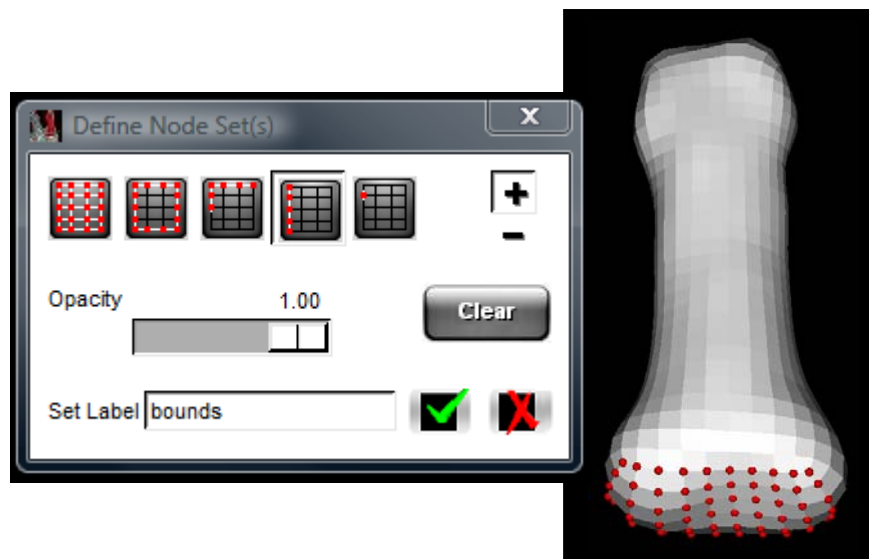 Define Node Set(s)
Opacity 1.00
Clear
Set Label bounds